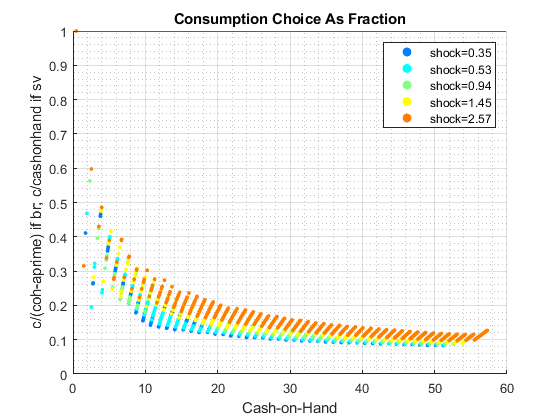 Consumption Choice As Fraction
c/(coh-aprime) if br, c/cashonhand if sv
1
0.9
0.8
0.7
0.6
0.5
0.4
0.3
0.2
0.1
0
shock=0.35
shock=0.53
shock=0.94
shock=1.45
shock=2.57
0 10 20 30 40 50 60
Cash-on-Hand